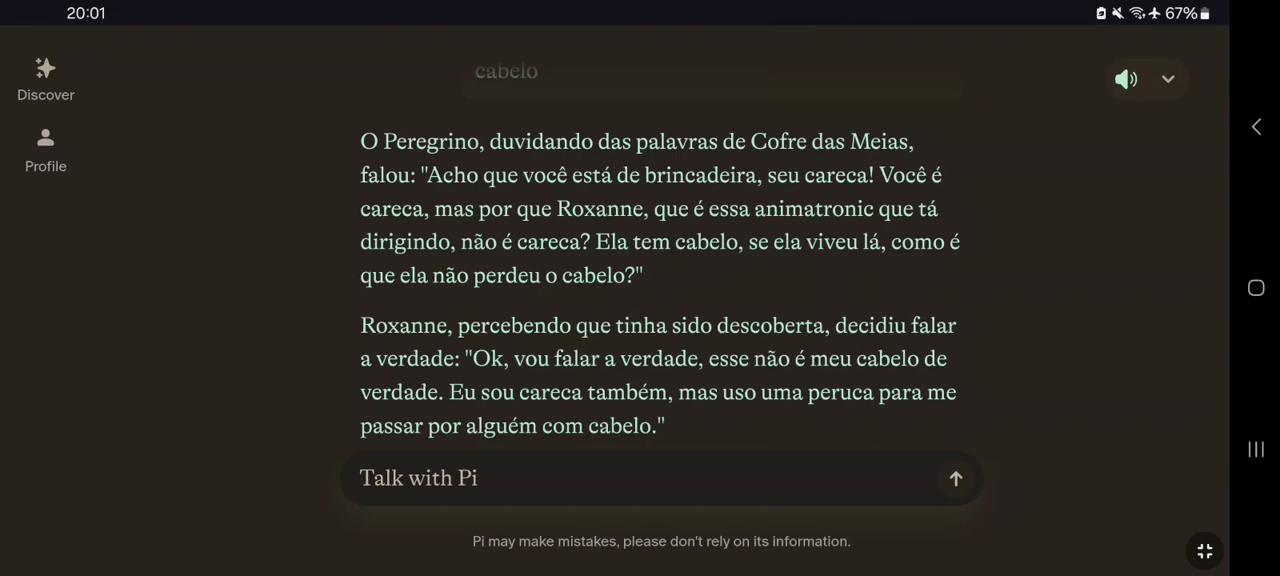 20:01
67%
Discover
Profile
cabelo
O Peregrino, duvidando das palavras de Cofre das Meias,
falou: "Acho que você está de brincadeira, seu careca! Você é
careca, mas por que Roxanne, que é essa animatronic que tá
dirigindo, não é careca? Ela tem cabelo, se ela viveu lá, como é
que ela não perdeu o cabelo?"
Roxanne, percebendo que tinha sido descoberta, decidiu falar
a verdade: "Ok, vou falar a verdade, esse não é meu cabelo de
verdade. Eu sou careca também, mas uso uma peruca para me
passar por alguém com cabelo."
Talk with Pi
Pi may make mistakes, please don't rely on its information.